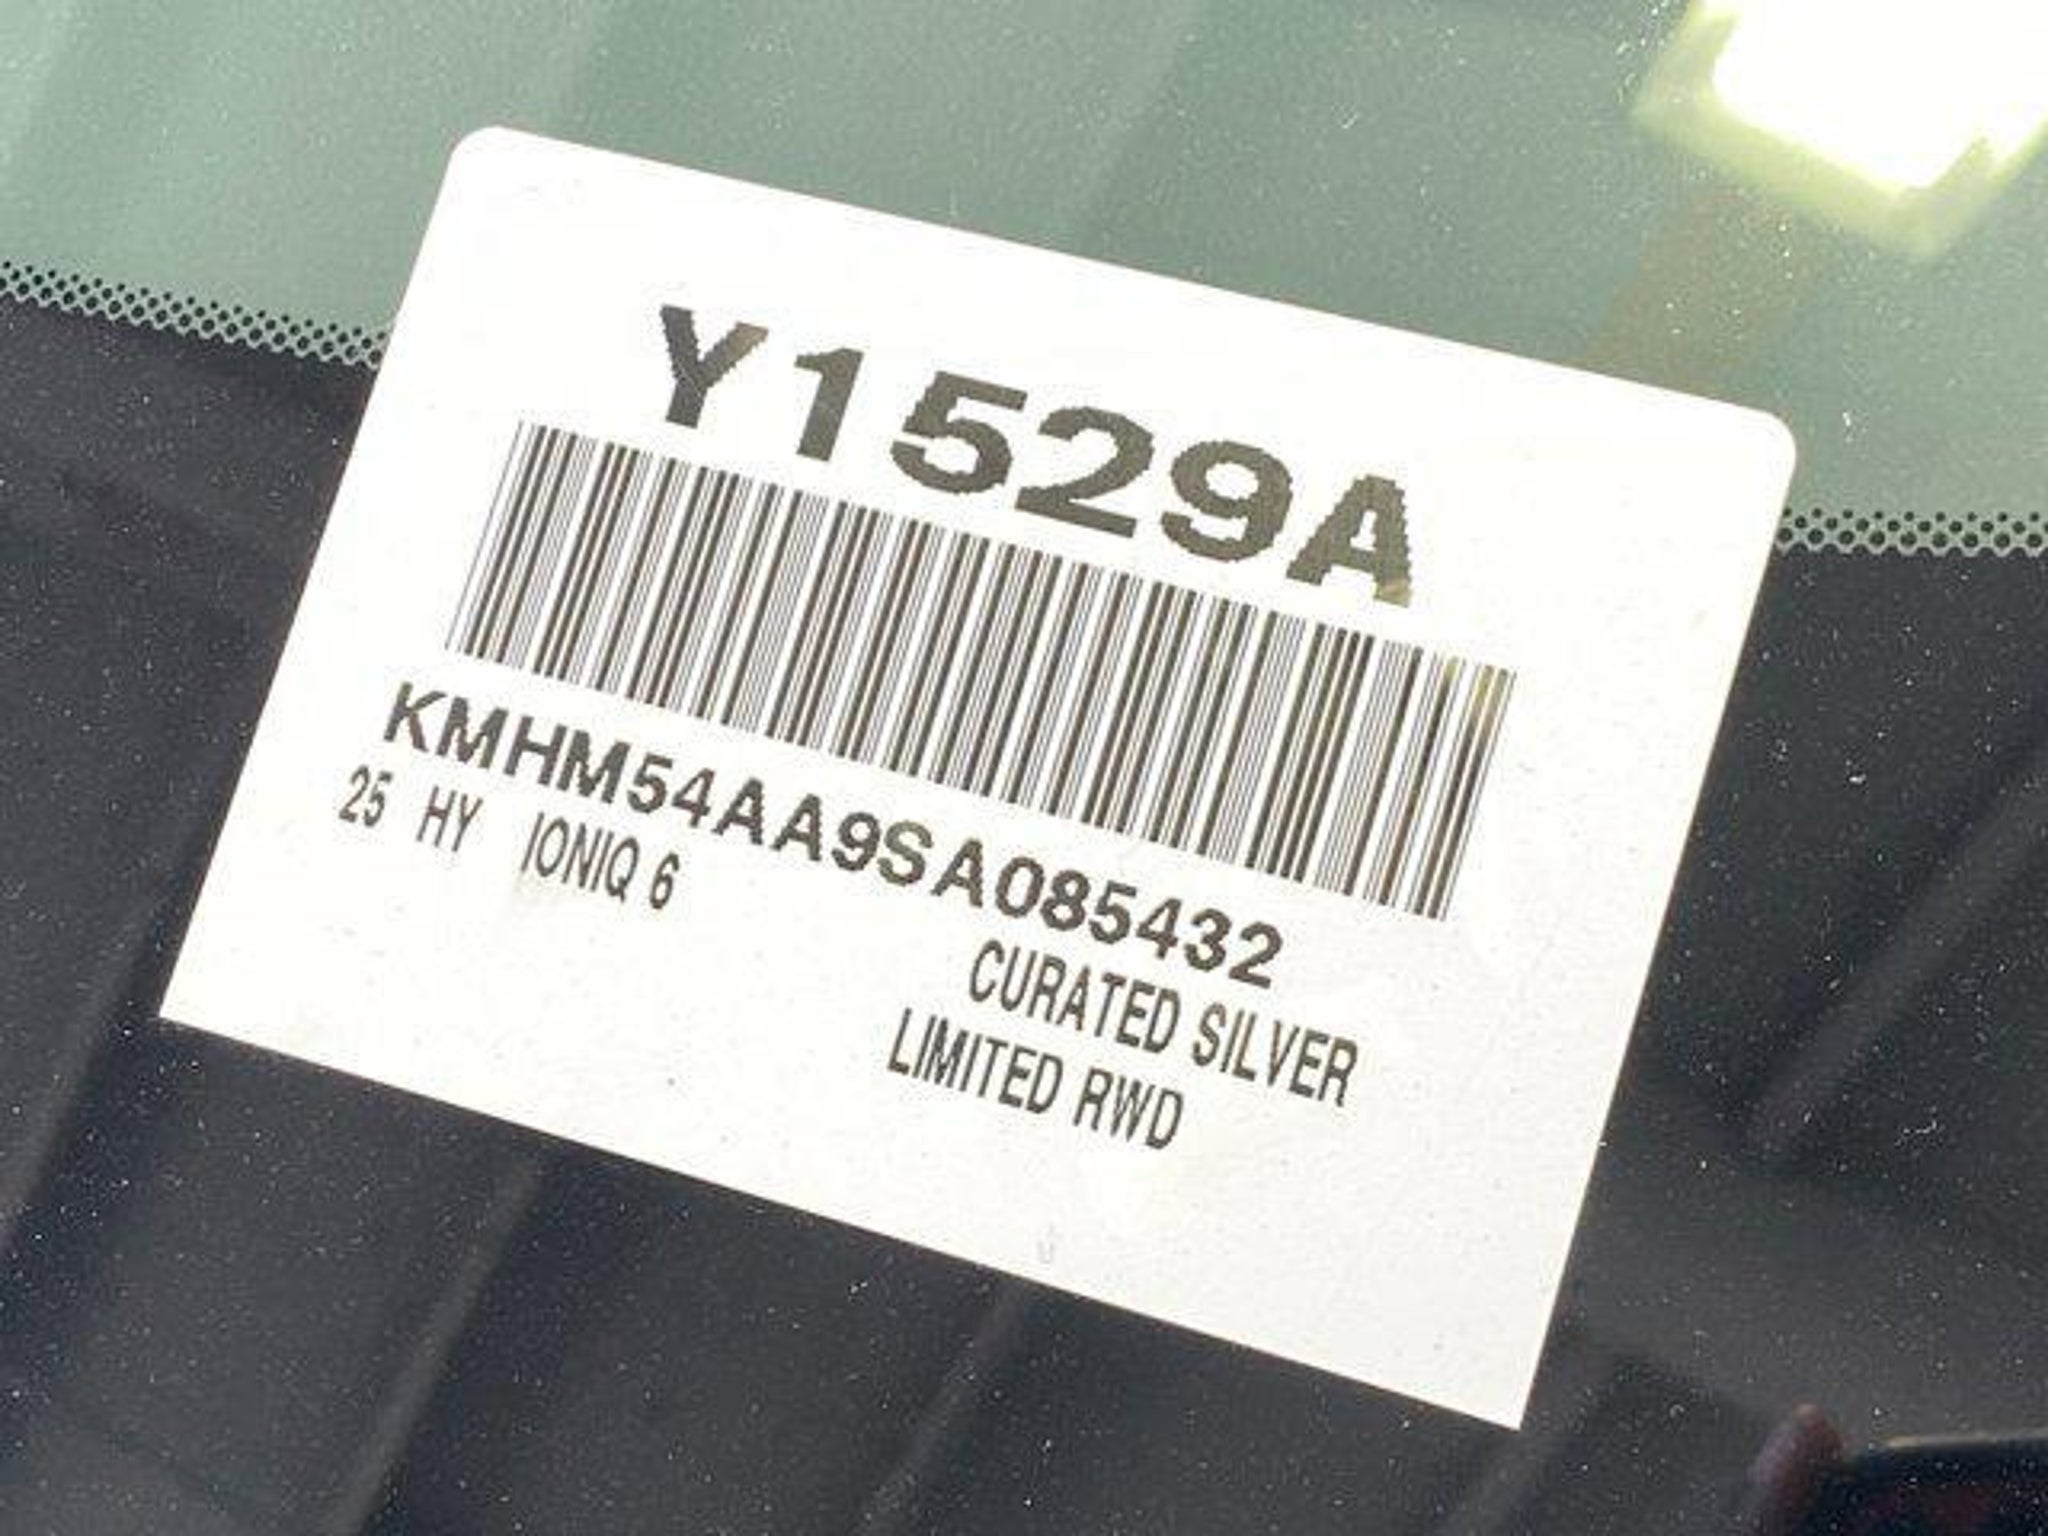 Y1529A
KMHM54AA9SA085432
25 HY IONIQ 6
CURATED SILVER
LIMITED RWD